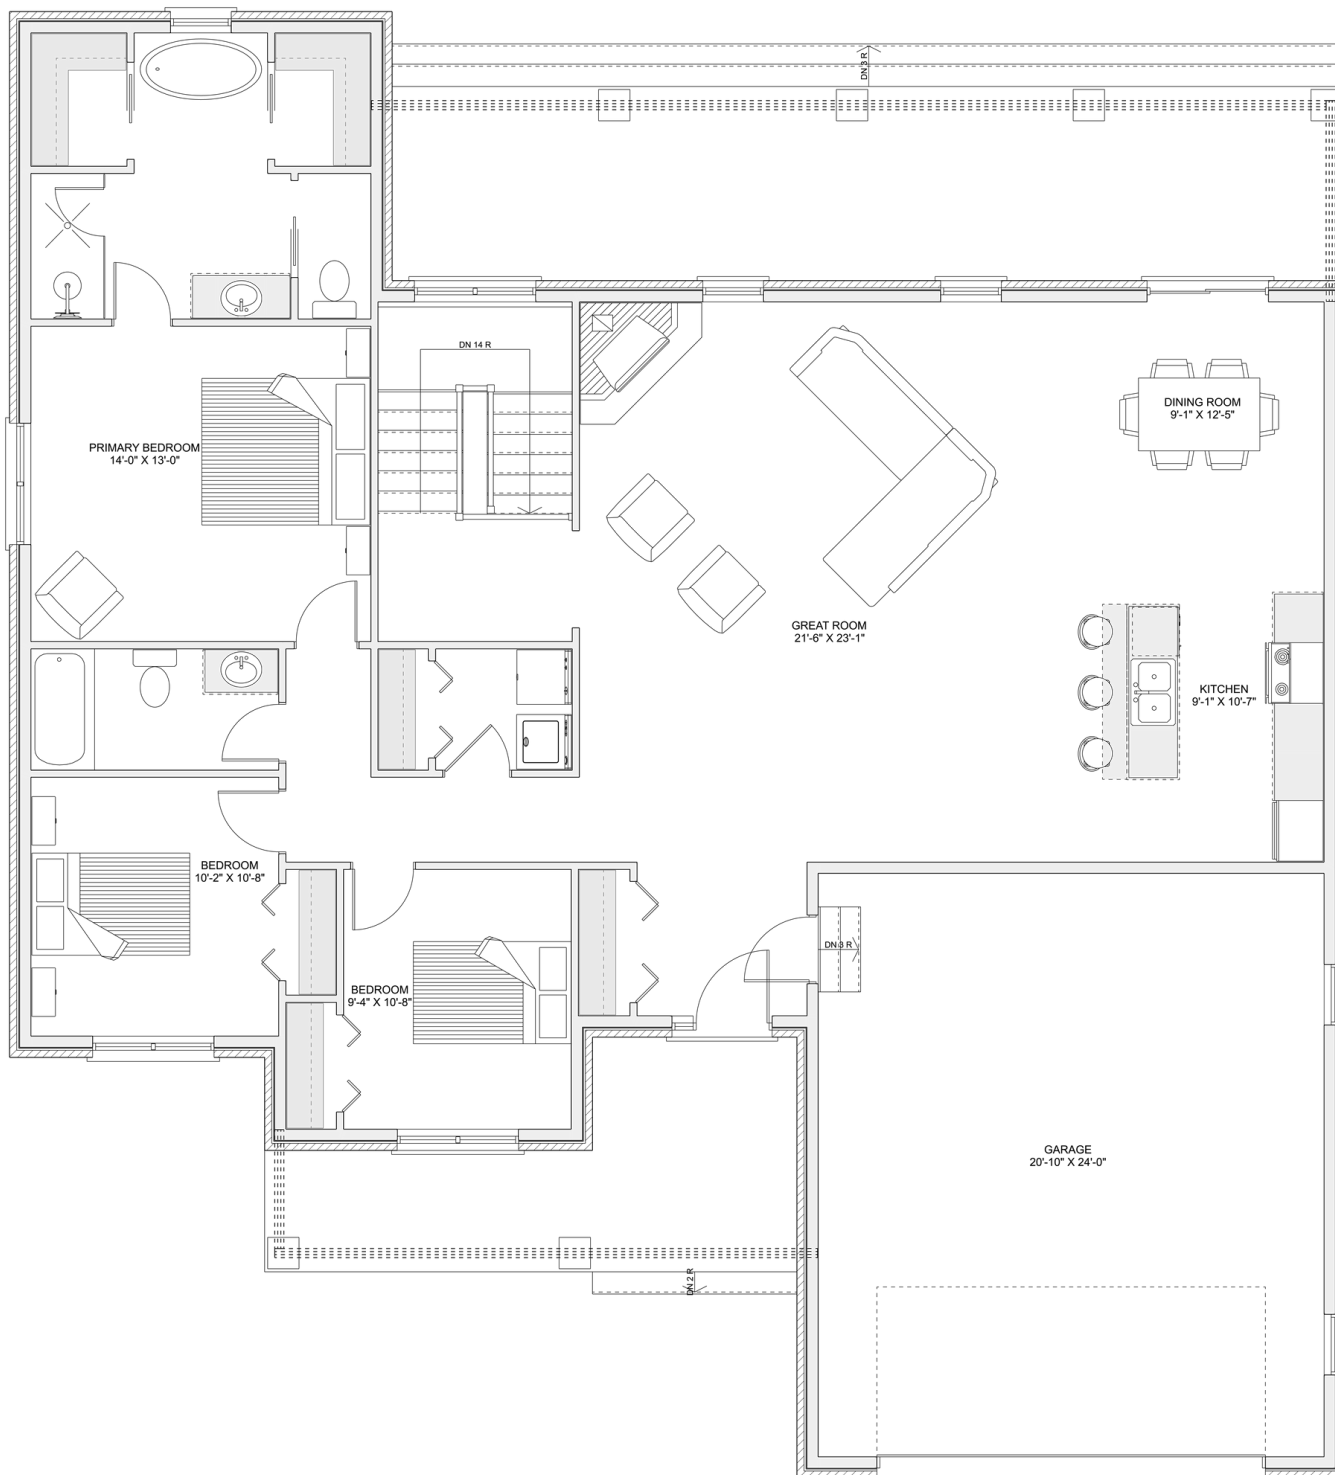 DN 3 R
DN 14 R
DINING ROOM
9'-1" X 12'-5"
PRIMARY BEDROOM
14'-0" X 13'-0"
GREAT ROOM
21'-6" X 23'-1"
KITCHEN
9'-1" X 10'-7"
BEDROOM
10'-2" X 10'-8"
DN 3 R
BEDROOM
9'-4" X 10'-8"
GARAGE
20'-10" X 24'-0"
DN 2 R